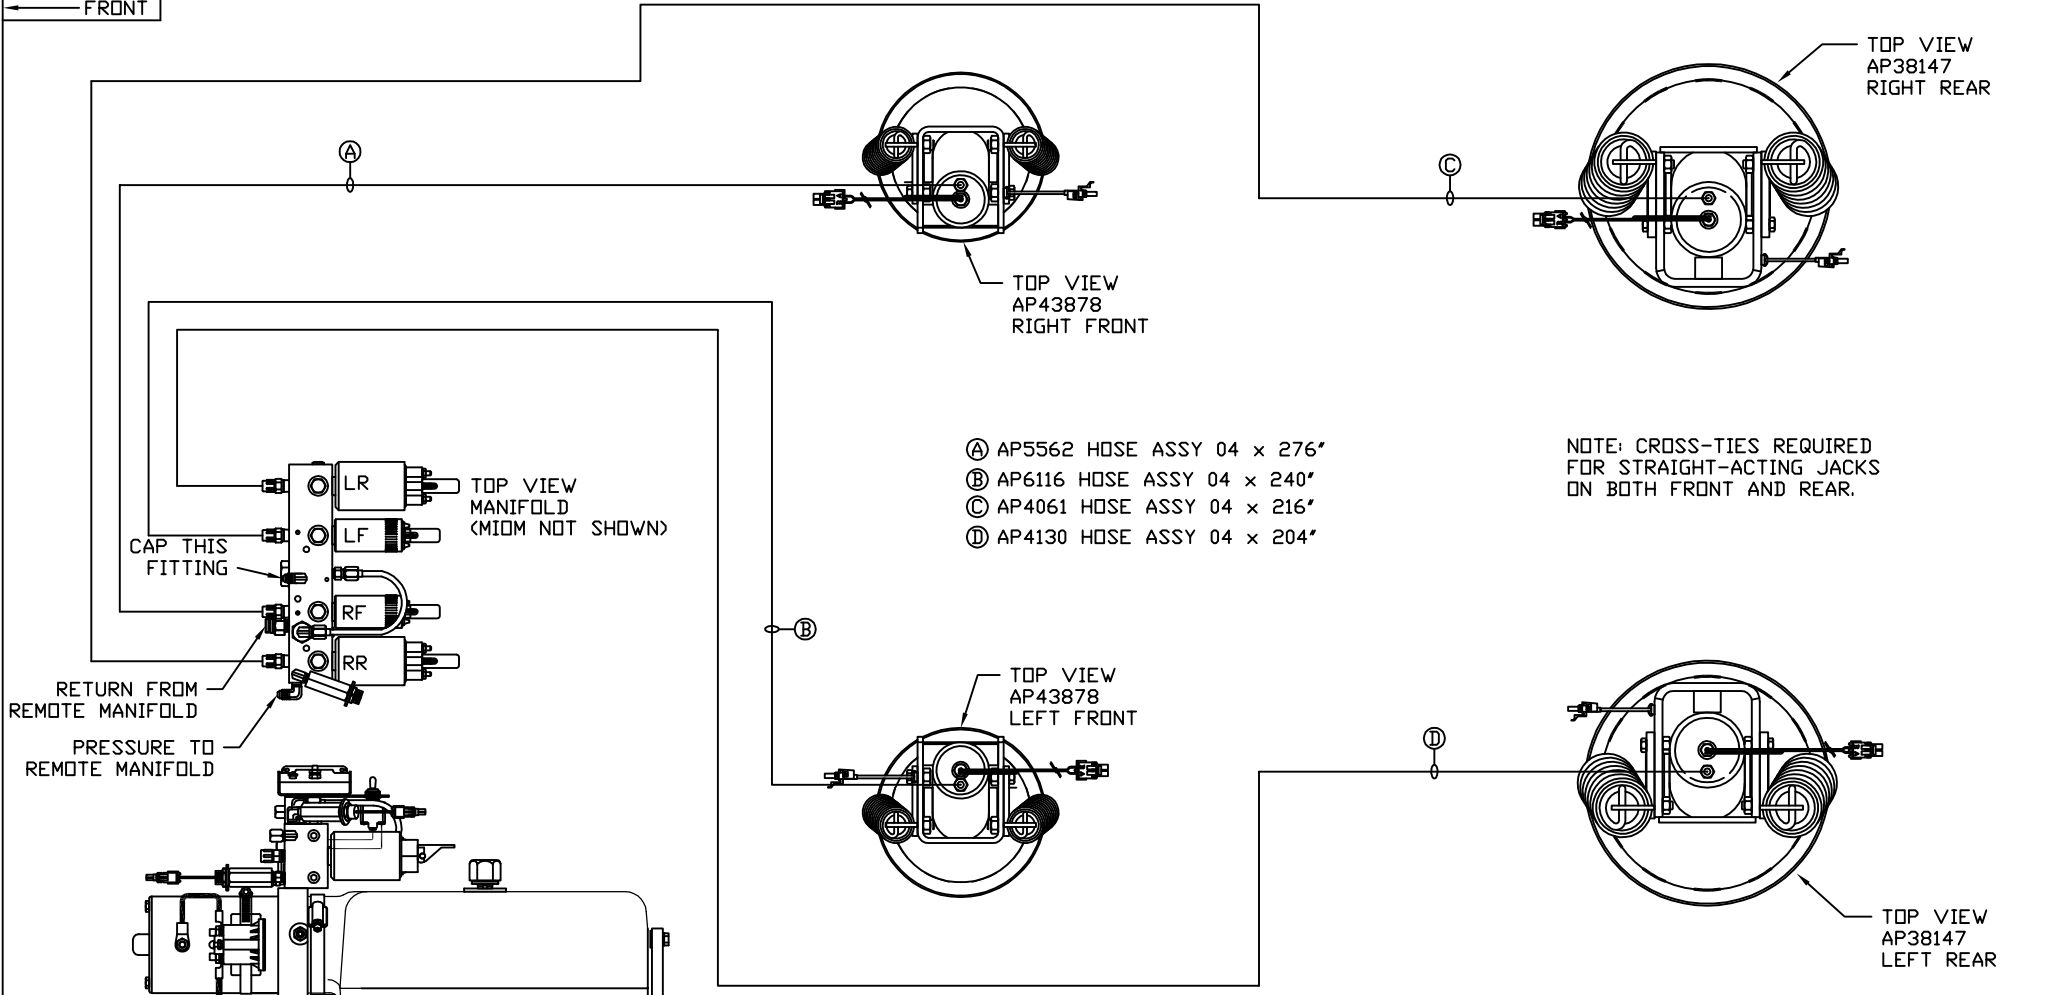 FRONT
TOP VIEW
AP38147
RIGHT REAR
A
C
TOP VIEW
AP43878
RIGHT FRONT
A AP5562 HOSE ASSY 04 x 276"
B AP6116 HOSE ASSY 04 x 240"
C AP4061 HOSE ASSY 04 x 216"
D AP4130 HOSE ASSY 04 x 204"
NOTE: CROSS-TIES REQUIRED
FOR STRAIGHT-ACTING JACKS
ON BOTH FRONT AND REAR.
LR
LF
RF
RR
TOP VIEW
MANIFOLD
(MIOM NOT SHOWN)
CAP THIS
FITTING
RETURN FROM
REMOTE MANIFOLD
PRESSURE TO
REMOTE MANIFOLD
B
TOP VIEW
AP43878
LEFT FRONT
D
TOP VIEW
AP38147
LEFT REAR